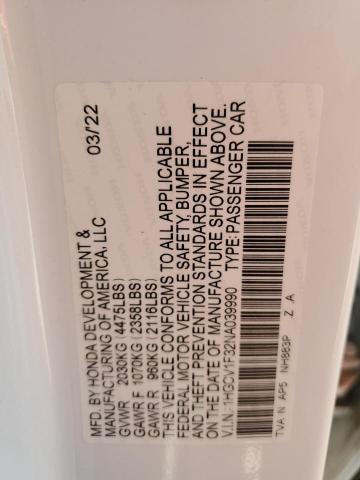 MFD. BY HONDA DEVELOPMENT & 03/'22
MANUFACTURING OF AMERICA, LLC
GVWR 2030KG (4475LBS)
GAWR F 1070KG (2358LBS)
GAWR R 960KG (2116LBS)
THIS VEHICLE CONFORMS TO ALL APPLICABLE
FEDERAL MOTOR VEHICLE SAFETY, BUMPER,
AND THEFT PREVENTION STANDARDS IN EFFECT
ON THE DATE OF MANUFACTURE SHOWN ABOVE.
V.I.N.:1HGCV1F32NA039990 TYPE:PASSENGER CAR
TVA N AP5 NH883P Z A